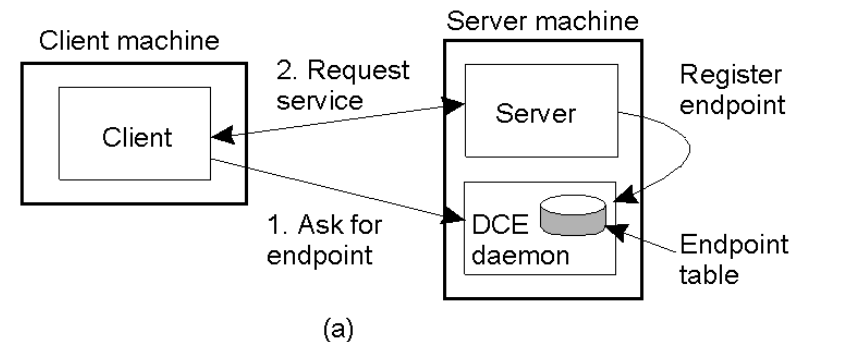 Server machine
Client machine
2. Request
service
Register
endpoint
Client
Server
1. Ask for
endpoint
DCE
daemon
Endpoint
table
(a)